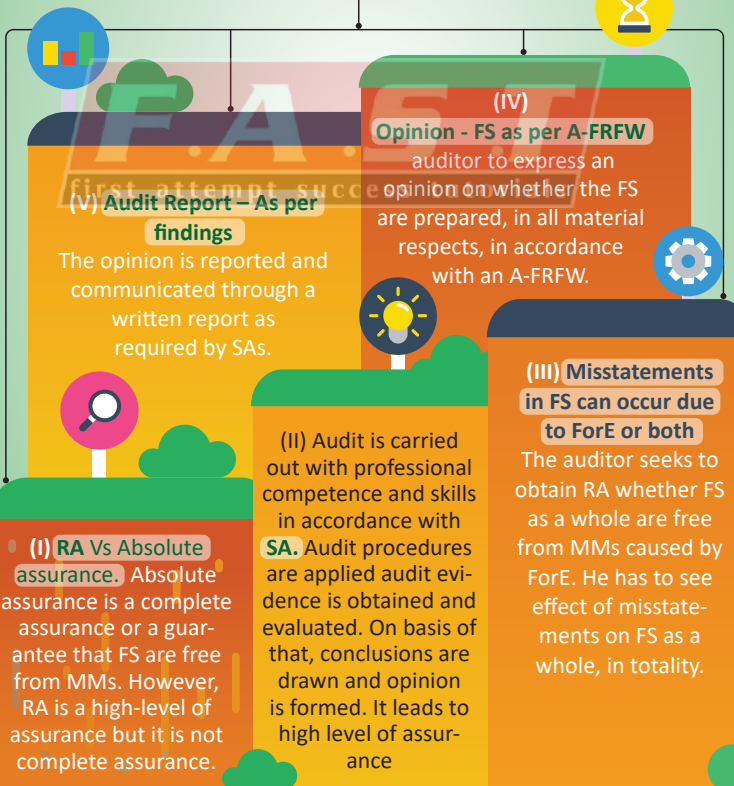 F.A.S.T
first attempt success tutorials
(I) RA Vs Absolute
assurance. Absolute
assurance is a complete
assurance or a guar-
antee that FS are free
from MMs. However,
RA is a high-level of
assurance but it is not
complete assurance.
(II) Audit is carried
out with professional
competence and skills
in accordance with
SA. Audit procedures
are applied audit evi-
dence is obtained and
evaluated. On basis of
that, conclusions are
drawn and opinion
is formed. It leads to
high level of assur-
ance
(III) Misstatements
in FS can occur due
to ForE or both
The auditor seeks to
obtain RA whether FS
as a whole are free
from MMs caused by
ForE. He has to see
effect of misstate-
ments on FS as a
whole, in totality.
(IV)
Opinion - FS as per A-FRFW
auditor to express an
opinion on whether the FS
are prepared, in all material
respects, in accordance
with an A-FRFW.
(V) Audit Report – As per
findings
The opinion is reported and
communicated through a
written report as
required by SAs.